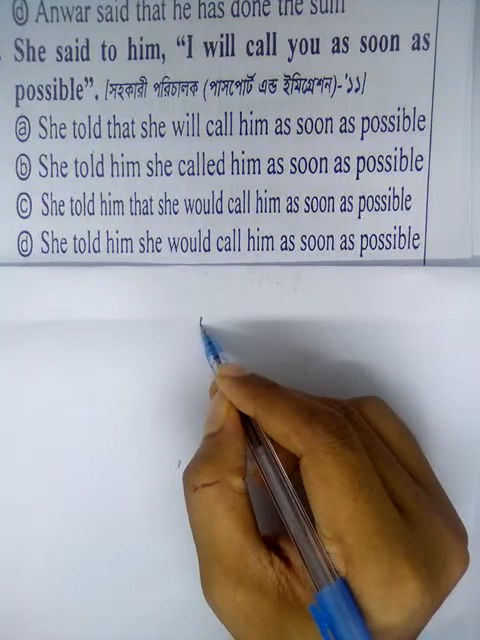 ⓓ Anwar said that he has done the sum
She said to him, “I will call you as soon as
possible”. [সহকারী পরিচালক (পাসপোর্ট এন্ড ইমিগ্রেশন)-'১১]
ⓐ She told that she will call him as soon as possible
ⓑ She told him she called him as soon as possible
ⓒ She told him that she would call him as soon as possible
ⓓ She told him she would call him as soon as possible